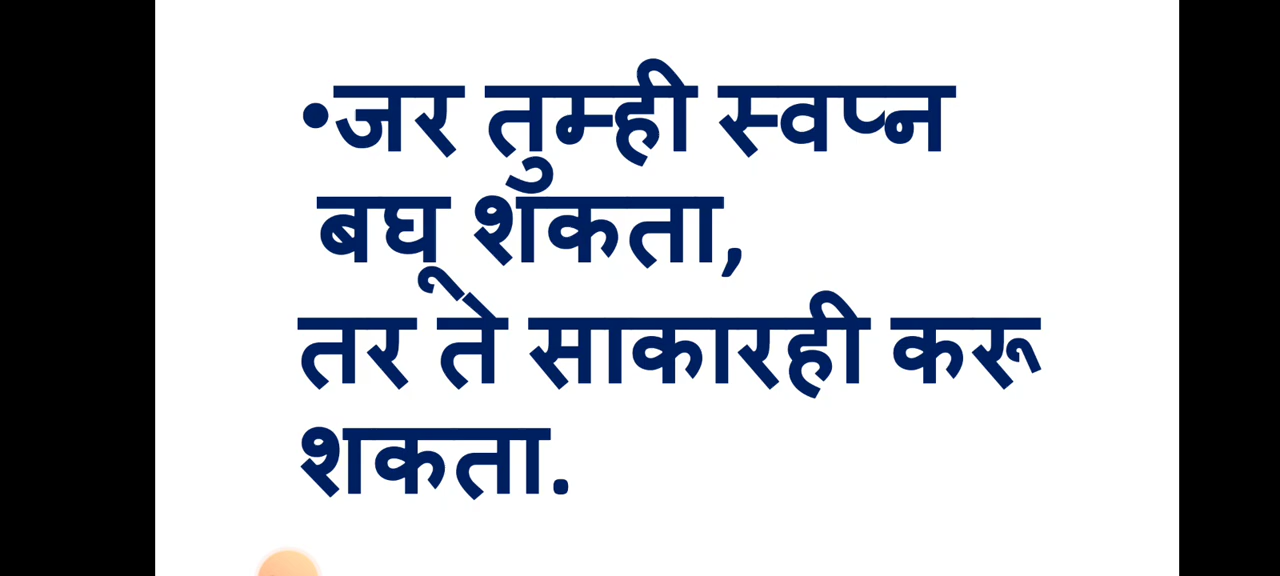 •जर तुम्ही स्वप्न
बघू शकता,
तर ते साकारही करू
शकता.